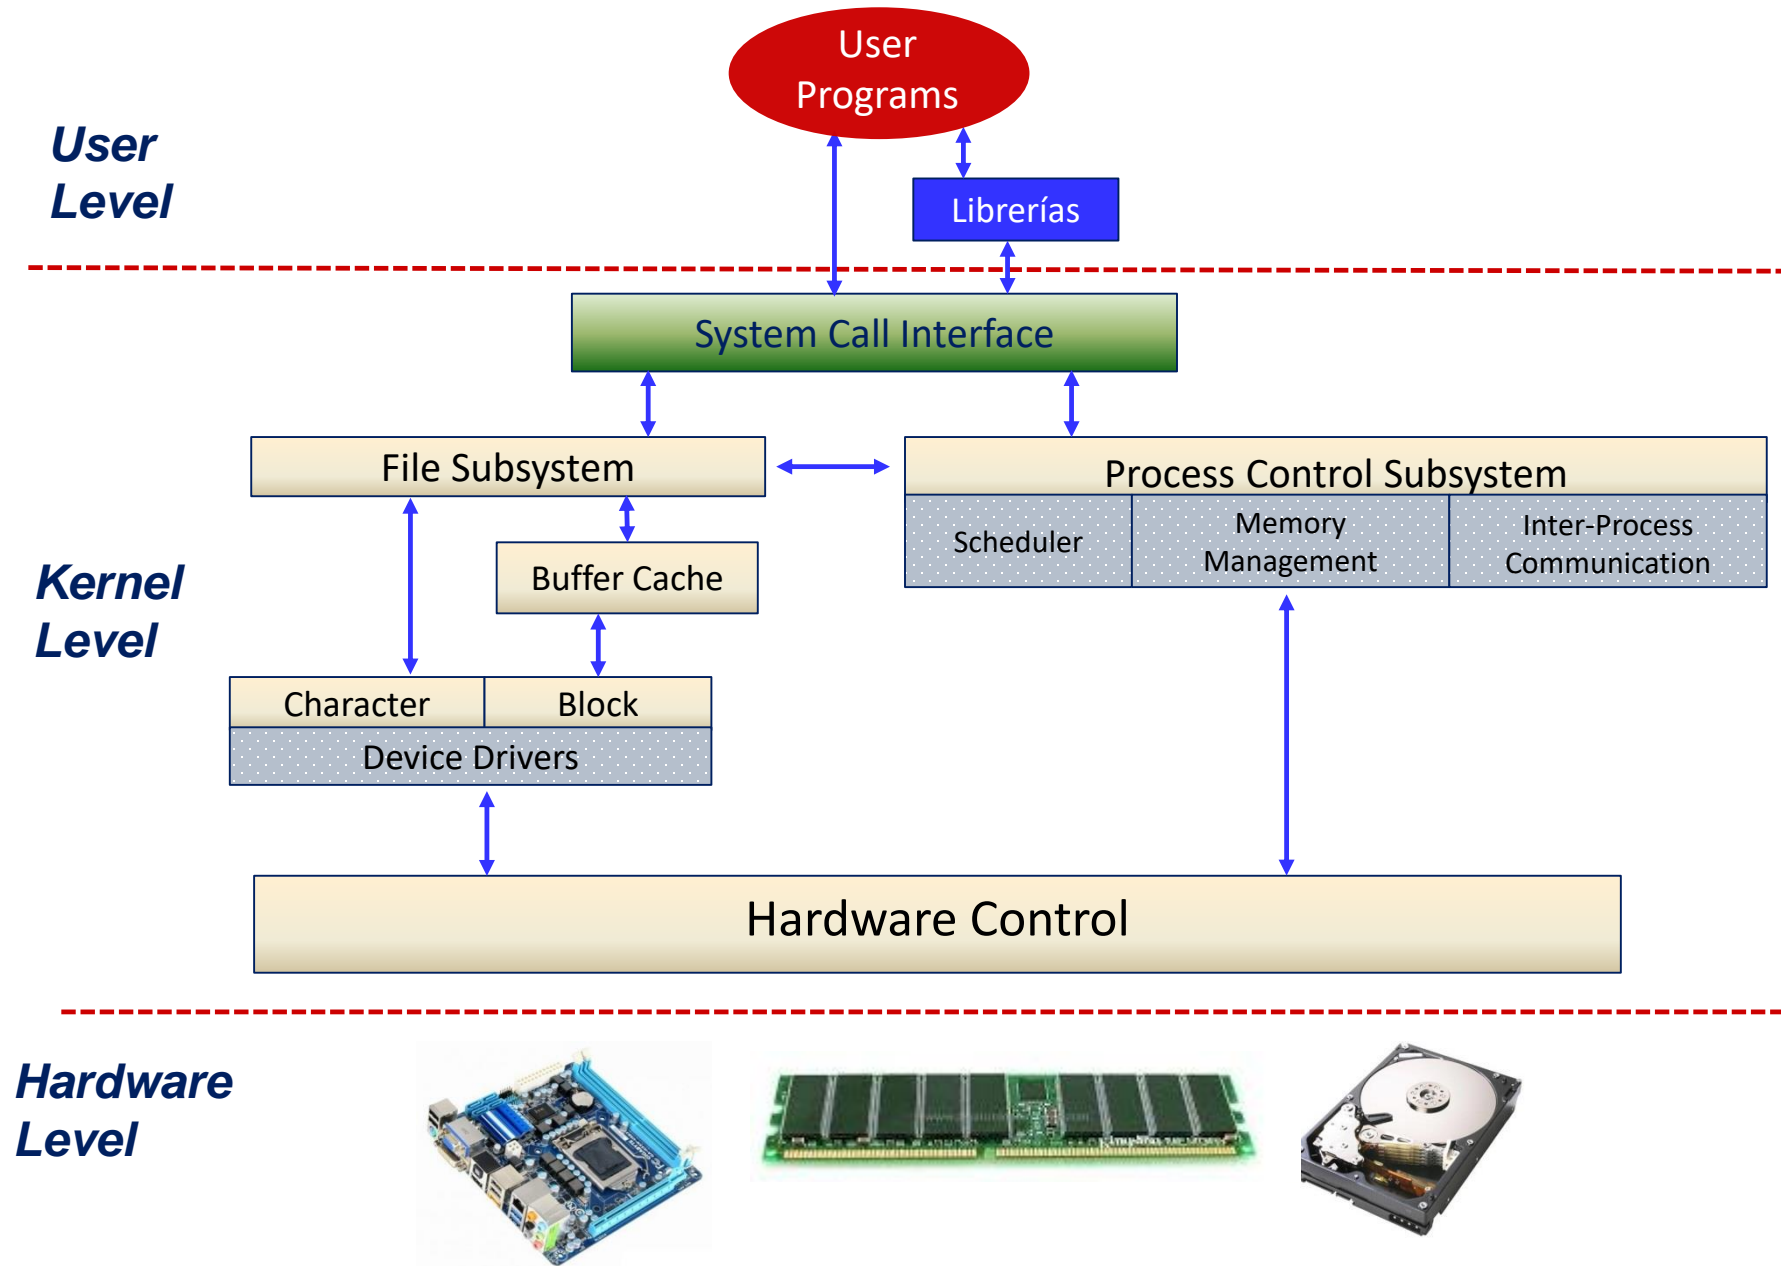 User
Programs
User
Level
Librerías
System Call Interface
File Subsystem
Process Control Subsystem
Scheduler
Memory
Management
Inter-Process
Communication
Buffer Cache
Kernel
Level
Character
Block
Device Drivers
Hardware Control
Hardware
Level